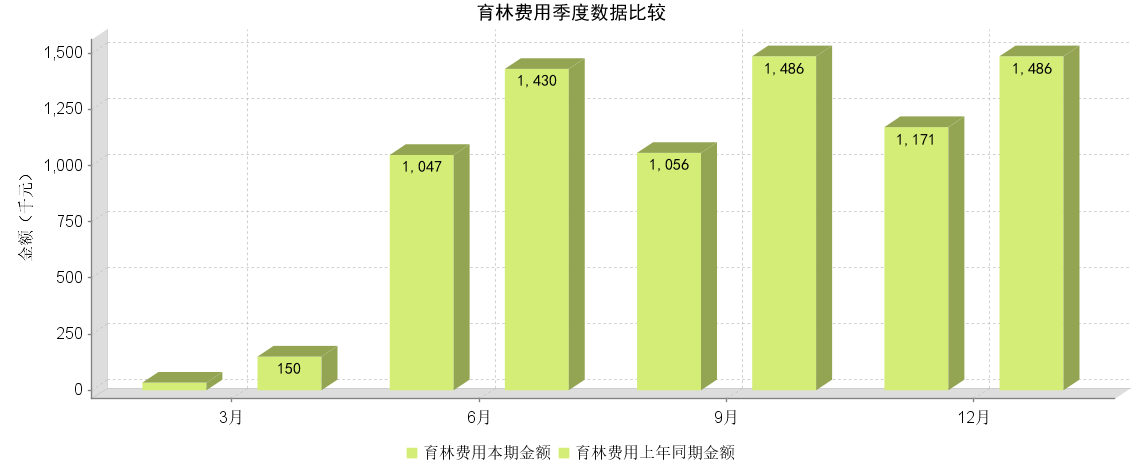 育林费用季度数据比较
金额（千元）
1,500
1,250
1,000
750
500
250
0
150
1,047
1,430
1,056
1,486
1,171
1,486
3月
6月
9月
12月
育林费用本期金额 育林费用上年同期金额